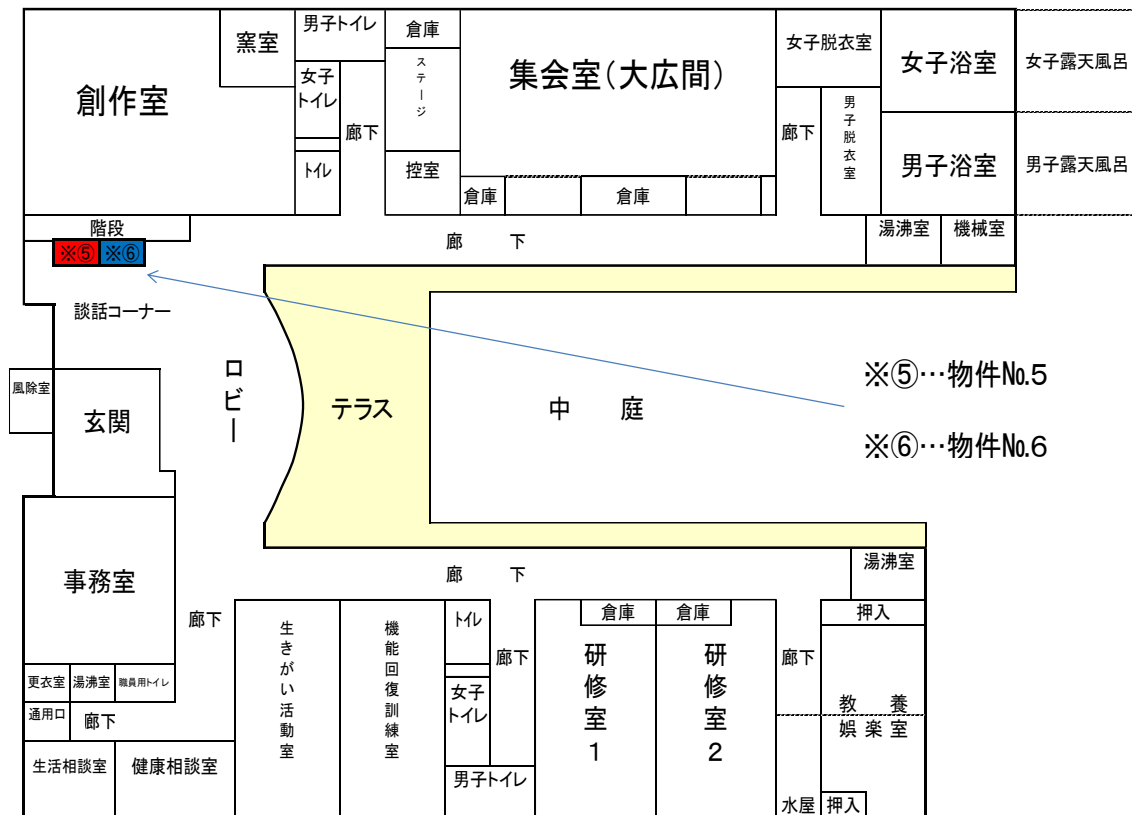 男子トイレ
倉庫
窯室
女子脱衣室
女子浴室
女子露天風呂
創作室
女子
トイレ
ステージ
集会室(大広間)
廊下
廊下
男子脱衣室
トイレ
控室
男子浴室
男子露天風呂
倉庫
倉庫
階段
廊　下
湯沸室
機械室
※⑤
※⑥
談話コーナー
ロビー
テラス
中　庭
※⑤…物件№5
※⑥…物件№6
風除室
玄関
事務室
廊　下
湯沸室
廊下
生きがい活動室
機能回復訓練室
トイレ
廊下
倉庫
倉庫
研修室1
研修室2
廊下
押入
更衣室
湯沸室
職員用トイレ
女子
トイレ
教　養
娯楽室
通用口
廊下
生活相談室
健康相談室
男子トイレ
水屋
押入